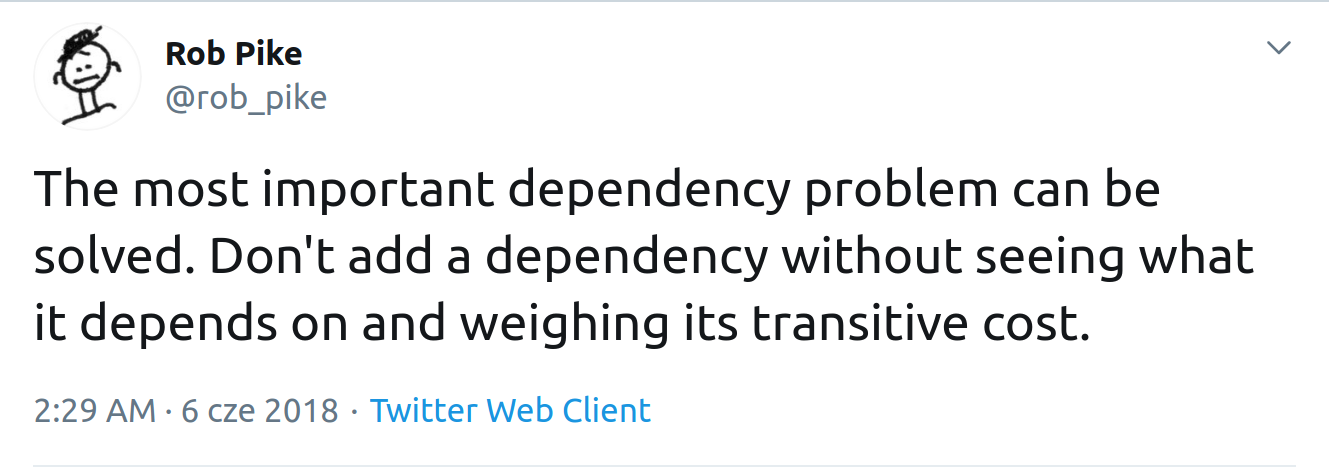 Rob Pike
@rob_pike
The most important dependency problem can be
solved. Don't add a dependency without seeing what
it depends on and weighing its transitive cost.
2:29 AM · 6 cze 2018 · Twitter Web Client